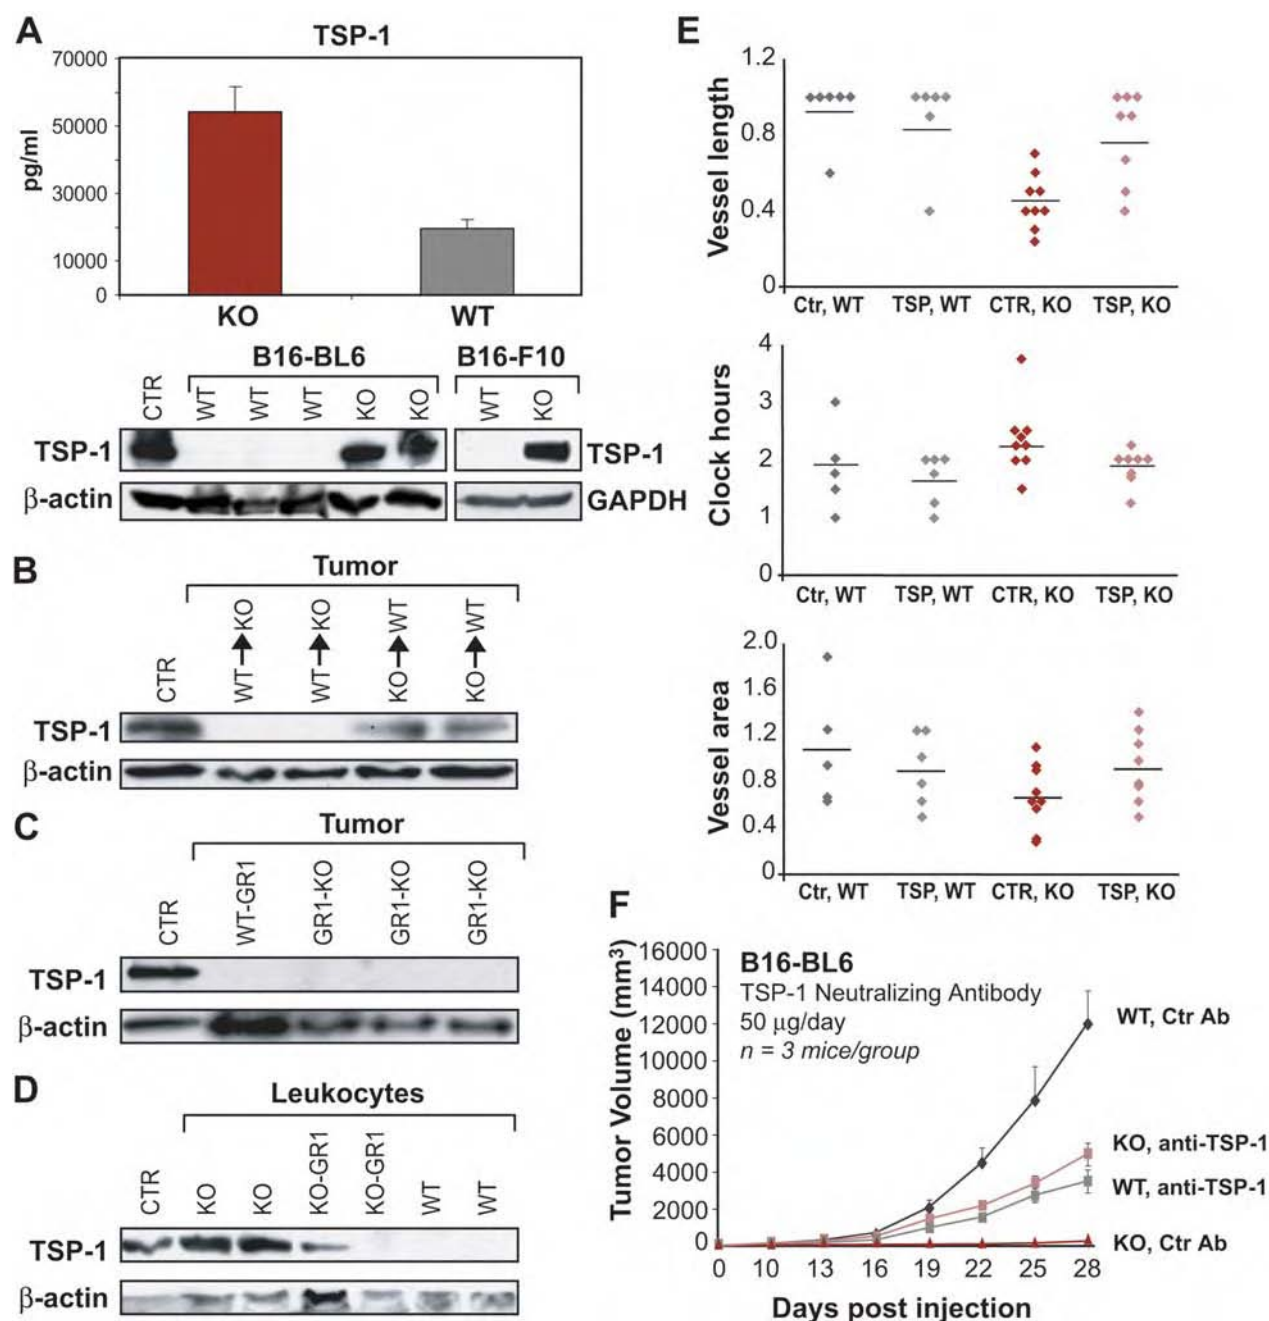 A
TSP-1
70000
50000
30000
10000
0
pg/ml
KO
WT
B16-BL6
B16-F10
CTR
WT
WT
WT
KO
KO
WT
KO
TSP-1
TSP-1
β-actin
GAPDH
B
Tumor
CTR
WT→KO
WT→KO
KO→WT
KO→WT
TSP-1
β-actin
C
Tumor
CTR
WT-GR1
GR1-KO
GR1-KO
GR1-KO
TSP-1
β-actin
D
Leukocytes
CTR
KO
KO
KO-GR1
KO-GR1
WT
WT
TSP-1
β-actin
E
Vessel length
1.2
0.8
0.4
0
Ctr, WT
TSP, WT
CTR, KO
TSP, KO
Clock hours
4
3
2
1
0
Ctr, WT
TSP, WT
CTR, KO
TSP, KO
Vessel area
2.0
1.6
1.2
0.8
0.4
0
Ctr, WT
TSP, WT
CTR, KO
TSP, KO
F
Tumor Volume (mm³)
16000
14000
12000
10000
8000
6000
4000
2000
0
B16-BL6
TSP-1 Neutralizing Antibody
50 µg/day
n = 3 mice/group
WT, Ctr Ab
KO, anti-TSP-1
WT, anti-TSP-1
KO, Ctr Ab
0
10
13
16
19
22
25
28
Days post injection